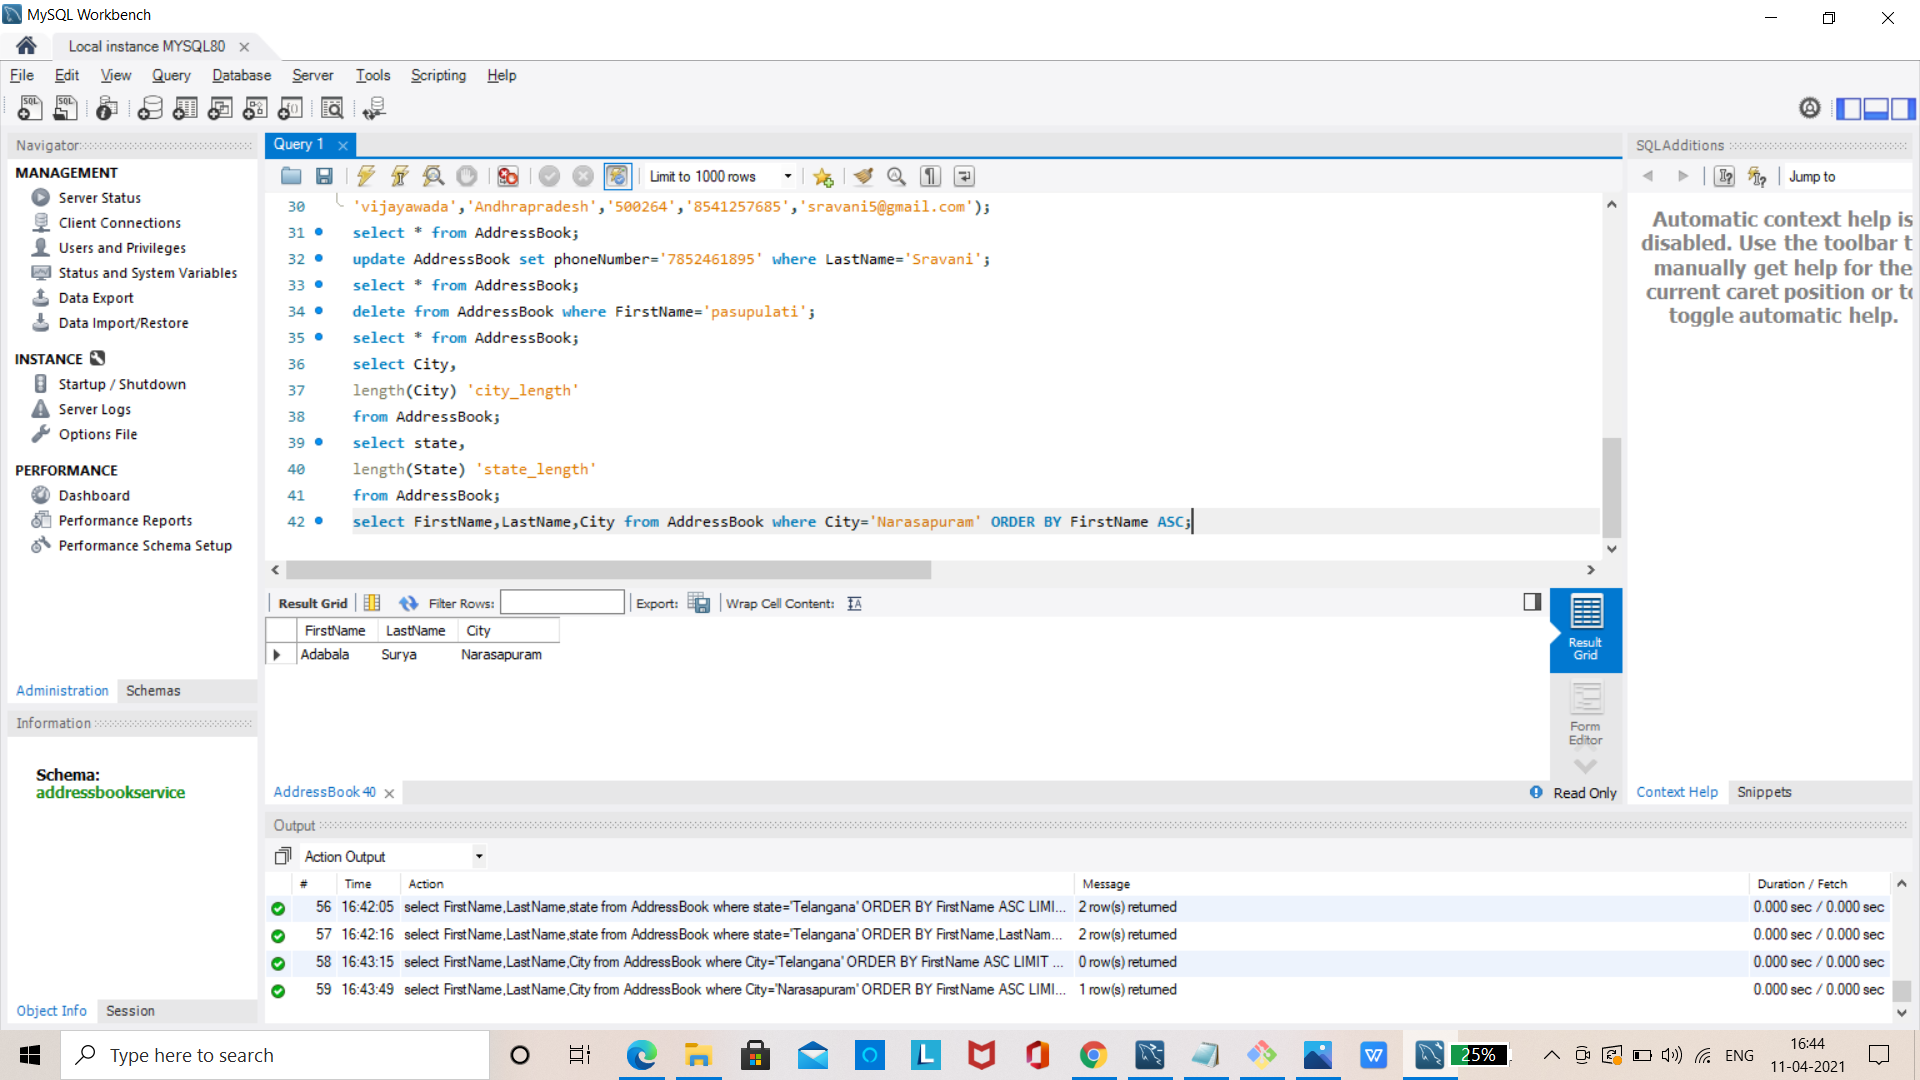 MySQL Workbench
Local instance MYSQL80
File Edit View Query Database Server Tools Scripting Help
Navigator
MANAGEMENT
Server Status
Client Connections
Users and Privileges
Status and System Variables
Data Export
Data Import/Restore
INSTANCE
Startup / Shutdown
Server Logs
Options File
PERFORMANCE
Dashboard
Performance Reports
Performance Schema Setup
Administration Schemas
Information
Schema:
addressbookservice
Object Info Session
Query 1
Limit to 1000 rows
30 'vijayawada','Andhrapradesh','500264','8541257685','sravani5@gmail.com');
31 select * from AddressBook;
32 update AddressBook set phoneNumber='7852461895' where LastName='Sravani';
33 select * from AddressBook;
34 delete from AddressBook where FirstName='pasupulati';
35 select * from AddressBook;
36 select City,
37 length(City) 'city_length'
38 from AddressBook;
39 select state,
40 length(State) 'state_length'
41 from AddressBook;
42 select FirstName,LastName,City from AddressBook where City='Narasapuram' ORDER BY FirstName ASC;
Result Grid Filter Rows: Export: Wrap Cell Content:
FirstName LastName City
Adabala Surya Narasapuram
Result
Grid
Form
Editor
AddressBook 40
Read Only
SQLAdditions
Jump to
Automatic context help is
disabled. Use the toolbar t
manually get help for the
current caret position or to
toggle automatic help.
Context Help Snippets
Output
Action Output
# Time Action Message Duration / Fetch
56 16:42:05 select FirstName,LastName,state from AddressBook where state='Telangana' ORDER BY FirstName ASC LIMI... 2 row(s) returned 0.000 sec / 0.000 sec
57 16:42:16 select FirstName,LastName,state from AddressBook where state='Telangana' ORDER BY FirstName,LastNam... 2 row(s) returned 0.000 sec / 0.000 sec
58 16:43:15 select FirstName,LastName,City from AddressBook where City='Telangana' ORDER BY FirstName ASC LIMIT ... 0 row(s) returned 0.000 sec / 0.000 sec
59 16:43:49 select FirstName,LastName,City from AddressBook where City='Narasapuram' ORDER BY FirstName ASC LIMI... 1 row(s) returned 0.000 sec / 0.000 sec
Type here to search
25%
ENG
16:44
11-04-2021